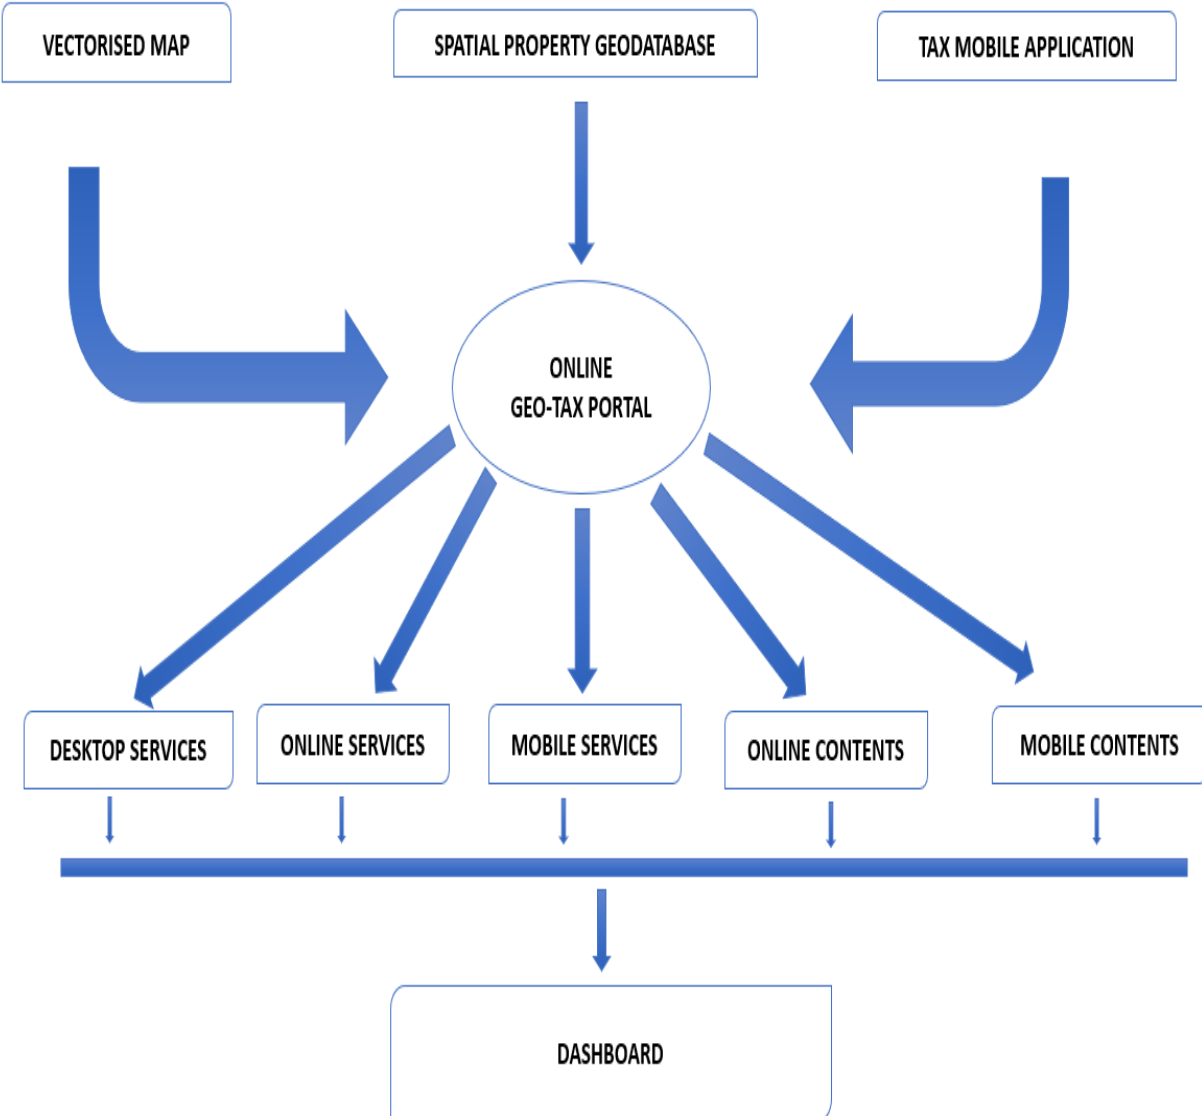 VECTORISED MAP
SPATIAL PROPERTY GEODATABASE
TAX MOBILE APPLICATION
ONLINE
GEO-TAX PORTAL
DESKTOP SERVICES
ONLINE SERVICES
MOBILE SERVICES
ONLINE CONTENTS
MOBILE CONTENTS
DASHBOARD